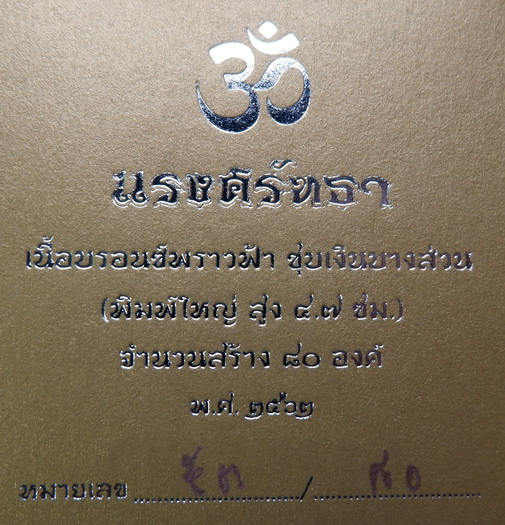 ॐ
แรงศรัทธา
เนื้อบรอนซ์พราวฟ้า ชุบเงินบางส่วน
(พิมพ์ใหญ่ สูง ๔.๗ ซม.)
จำนวนสร้าง ๘๐ องค์
พ.ศ. ๒๕๖๒
หมายเลข ............/............ ๘๐